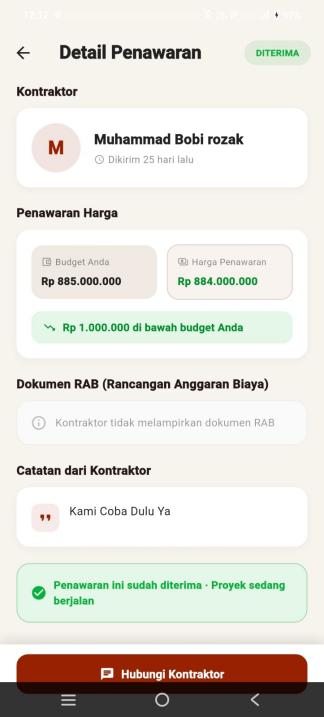 12:12
97%
Detail Penawaran
DITERIMA
Kontraktor
M
Muhammad Bobi rozak
Dikirim 25 hari lalu
Penawaran Harga
Budget Anda
Harga Penawaran
Rp 885.000.000
Rp 884.000.000
Rp 1.000.000 di bawah budget Anda
Dokumen RAB (Rancangan Anggaran Biaya)
Kontraktor tidak melampirkan dokumen RAB
Catatan dari Kontraktor
Kami Coba Dulu Ya
Penawaran ini sudah diterima · Proyek sedang
berjalan
Hubungi Kontraktor